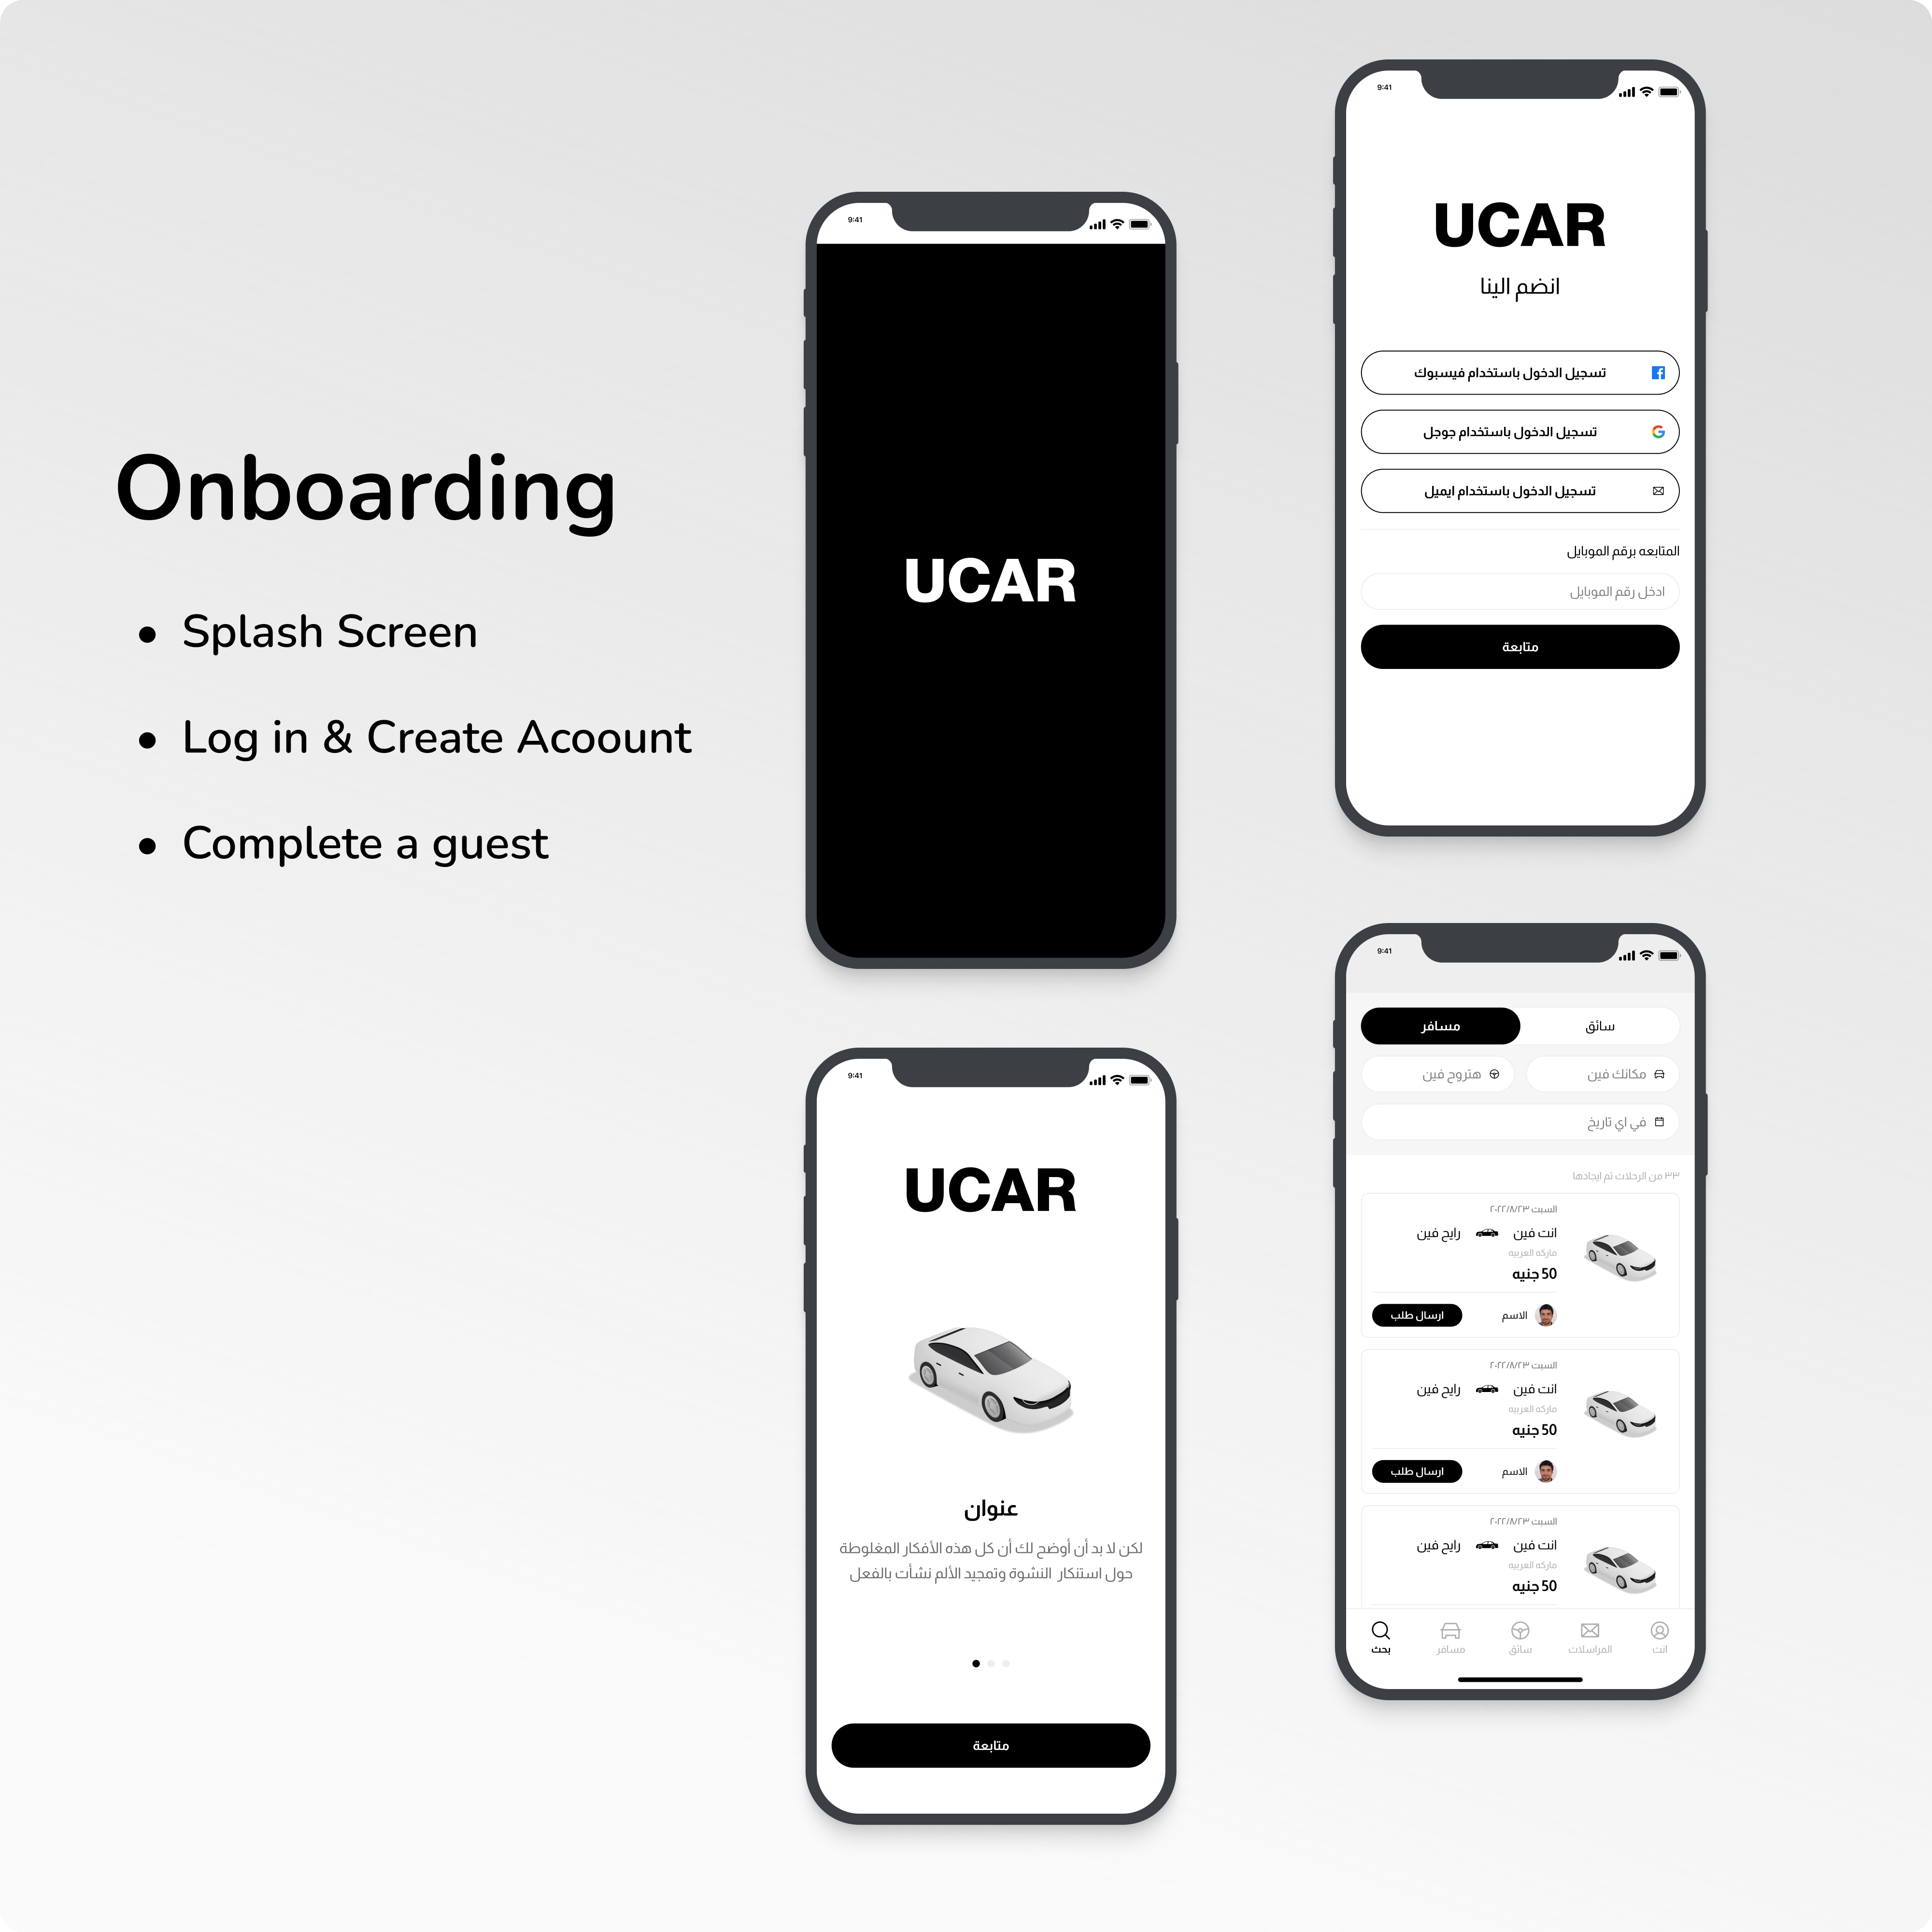 Onboarding
Splash Screen
Log in & Create Acoount
Complete a guest
9:41
UCAR
9:41
UCAR
انضم الينا
تسجيل الدخول باستخدام فيسبوك
تسجيل الدخول باستخدام جوجل
تسجيل الدخول باستخدام ايميل
المتابعه برقم الموبايل
ادخل رقم الموبايل
متابعة
9:41
UCAR
عنوان
لكن لا بد أن أوضح لك أن كل هذه الأفكار المغلوطة
حول استنكار النشوة وتمجيد الألم نشأت بالفعل
متابعة
9:41
سائق مسافر
مكانك فين هتروح فين
في اي تاريخ
٣٣ من الرحلات تم ايجادها
السبت ٢٠٢٢/٨/٢٣
انت فين رايح فين
ماركه العربيه
50 جنيه
الاسم ارسال طلب
السبت ٢٠٢٢/٨/٢٣
انت فين رايح فين
ماركه العربيه
50 جنيه
الاسم ارسال طلب
السبت ٢٠٢٢/٨/٢٣
انت فين رايح فين
ماركه العربيه
50 جنيه
انت المراسلات سائق مسافر بحث